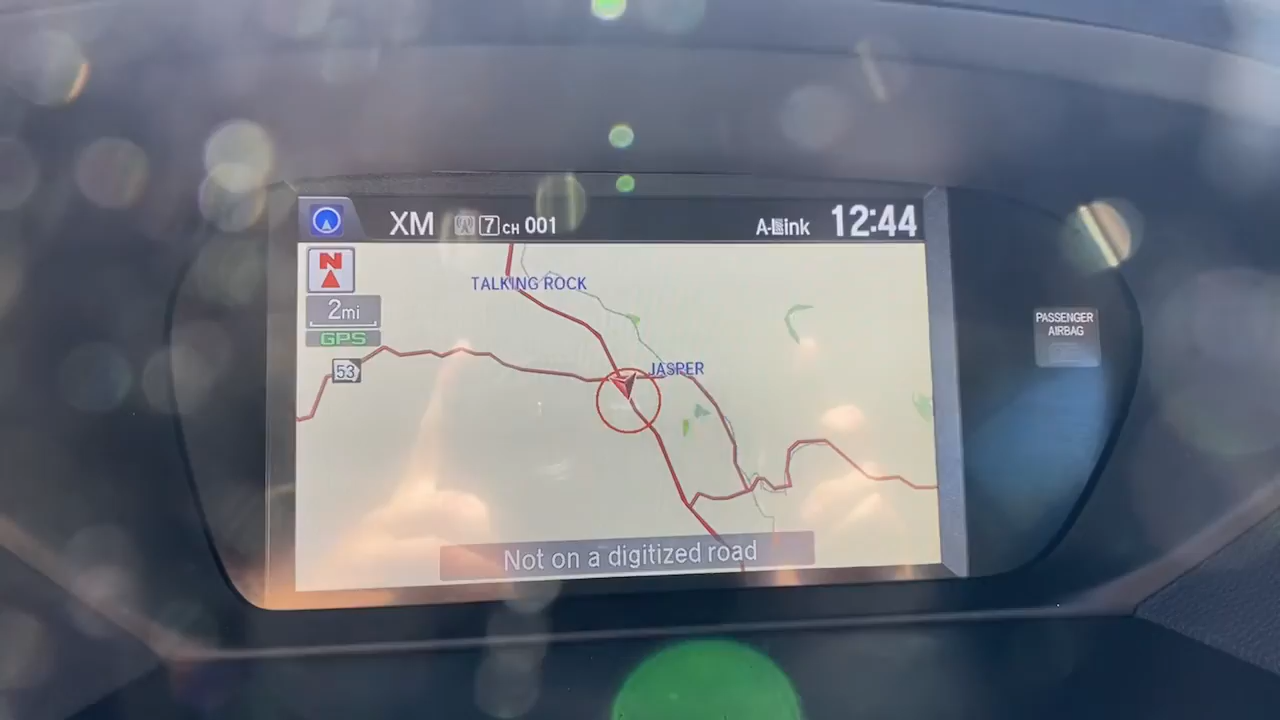 XM 7 CH 001 A-Link 12:44
N
TALKING ROCK
2mi
GPS
53
JASPER
PASSENGER
AIRBAG
Not on a digitized road